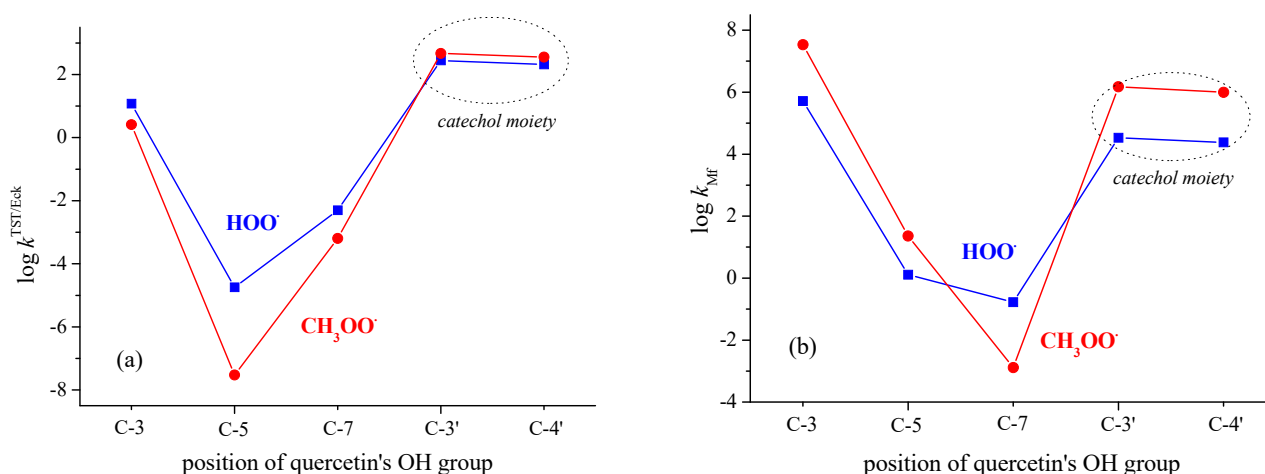 log k^TST/Eck
2
0
-2
-4
-6
-8
HOO·
CH₃OO·
catechol moiety
(a)
C-3 C-5 C-7 C-3' C-4'
position of quercetin's OH group
log k_Mf
8
6
4
2
0
-2
-4
catechol moiety
HOO·
CH₃OO·
(b)
C-3 C-5 C-7 C-3' C-4'
position of quercetin's OH group